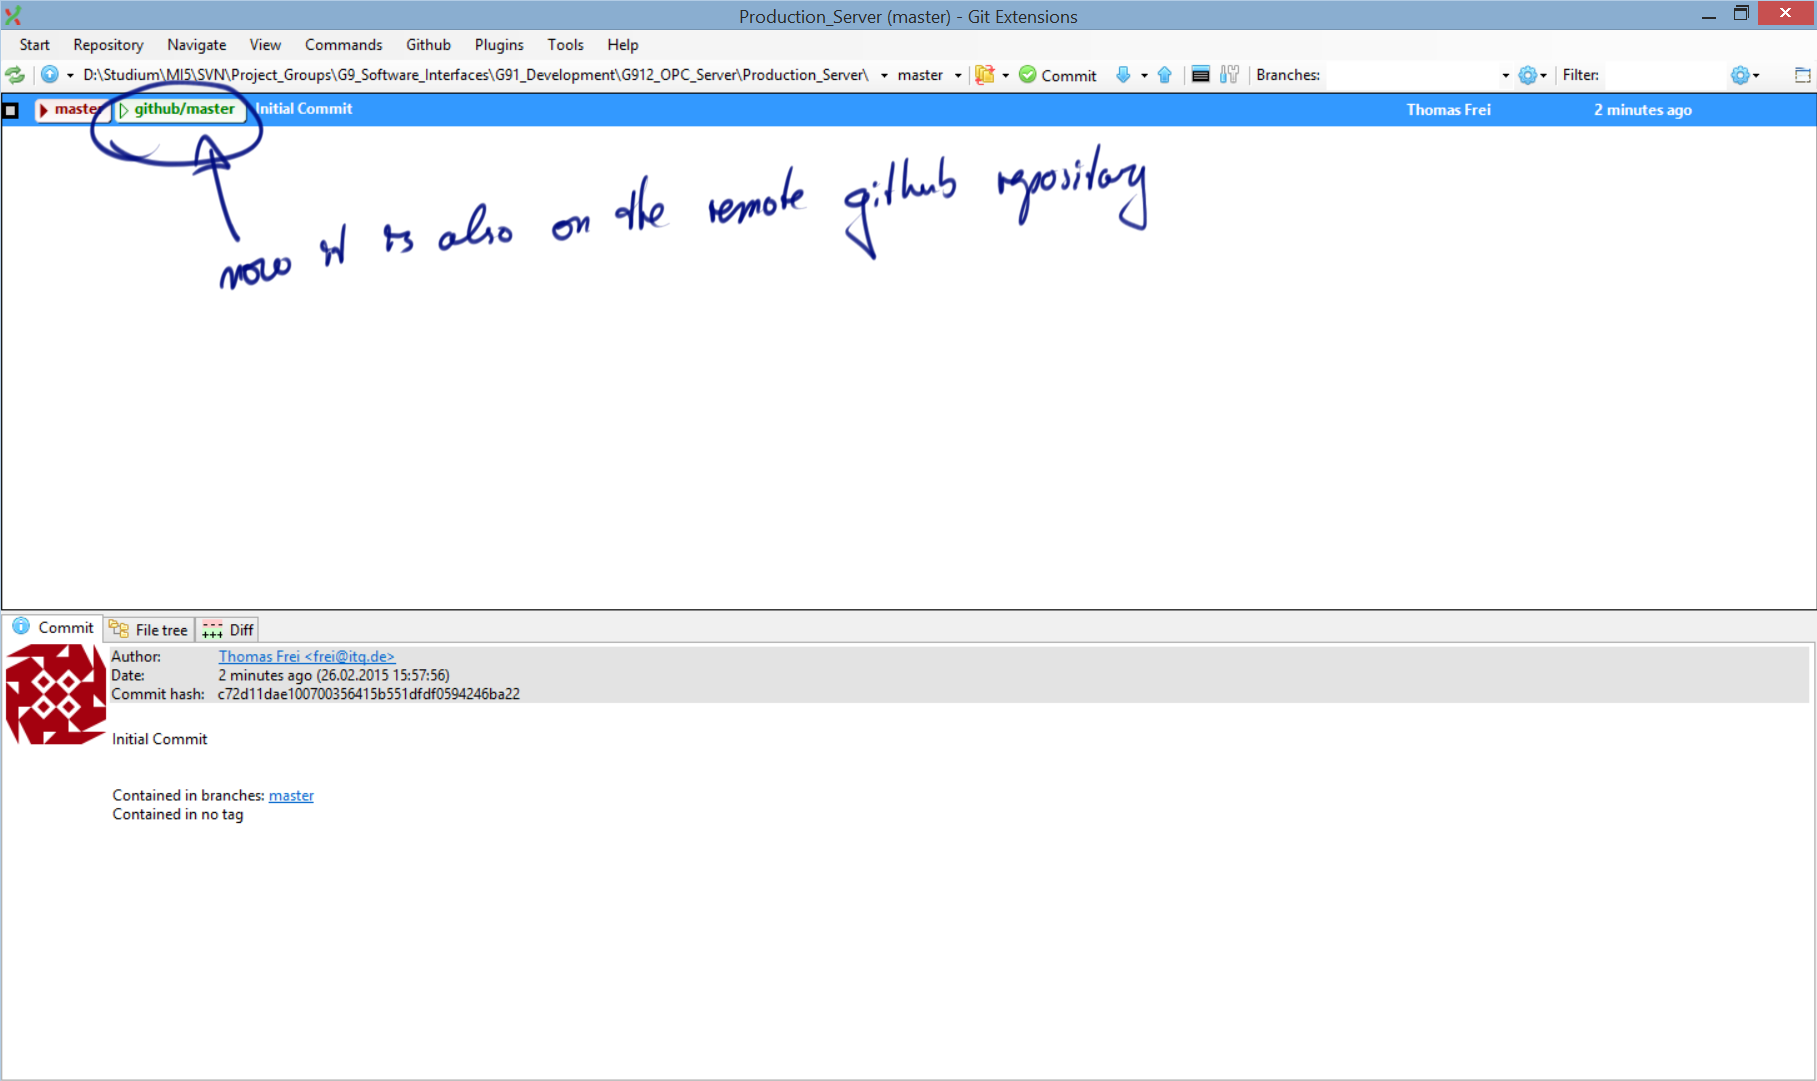 Production_Server (master) - Git Extensions
Start Repository Navigate View Commands Github Plugins Tools Help
D:\Studium\MI5\SVN\Project_Groups\G9_Software_Interfaces\G91_Development\G912_OPC_Server\Production_Server\ master Commit Branches: Filter:
master github/master Initial Commit Thomas Frei 2 minutes ago
now it is also on the remote github repository
Commit File tree Diff
Author: Thomas Frei <frei@itq.de>
Date: 2 minutes ago (26.02.2015 15:57:56)
Commit hash: c72d11dae100700356415b551dfdf0594246ba22
Initial Commit
Contained in branches: master
Contained in no tag